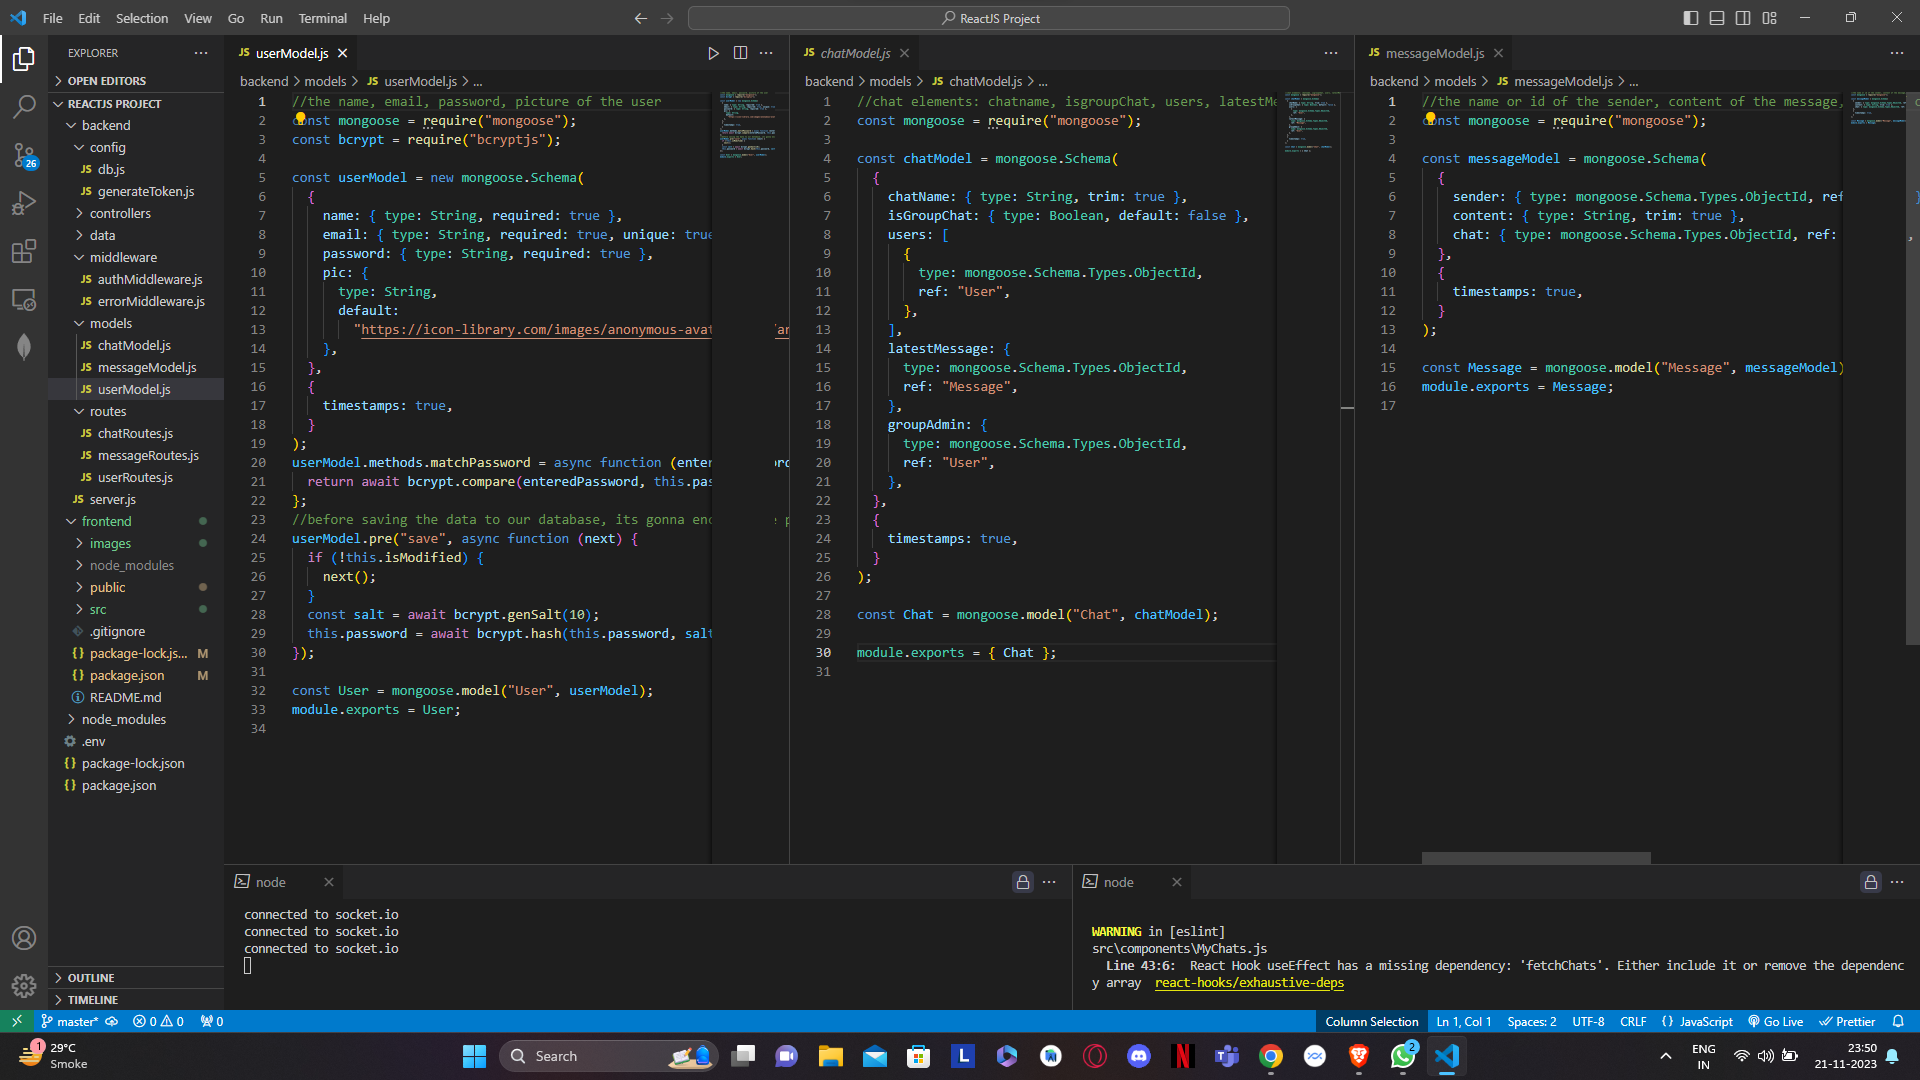 File Edit Selection View Go Run Terminal Help
ReactJS Project
EXPLORER
OPEN EDITORS
REACTJS PROJECT
backend
config
JS db.js
JS generateToken.js
controllers
data
middleware
JS authMiddleware.js
JS errorMiddleware.js
models
JS chatModel.js
JS messageModel.js
JS userModel.js
routes
JS chatRoutes.js
JS messageRoutes.js
JS userRoutes.js
JS server.js
frontend
images
node_modules
public
src
.gitignore
{} package-lock.js... M
{} package.json M
README.md
node_modules
.env
{} package-lock.json
{} package.json
OUTLINE
TIMELINE
26
JS userModel.js
backend > models > JS userModel.js > ...
1 //the name, email, password, picture of the user
2 const mongoose = require("mongoose");
3 const bcrypt = require("bcryptjs");
4
5 const userModel = new mongoose.Schema(
6 {
7 name: { type: String, required: true },
8 email: { type: String, required: true, unique: true
9 password: { type: String, required: true },
10 pic: {
11 type: String,
12 default:
13 "https://icon-library.com/images/anonymous-avat
14 },
15 },
16 {
17 timestamps: true,
18 }
19 );
20 userModel.methods.matchPassword = async function (enter
21 return await bcrypt.compare(enteredPassword, this.pas
22 };
23 //before saving the data to our database, its gonna enc
24 userModel.pre("save", async function (next) {
25 if (!this.isModified) {
26 next();
27 }
28 const salt = await bcrypt.genSalt(10);
29 this.password = await bcrypt.hash(this.password, salt
30 });
31
32 const User = mongoose.model("User", userModel);
33 module.exports = User;
34
JS chatModel.js
backend > models > JS chatModel.js > ...
1 //chat elements: chatname, isgroupChat, users, latestMe
2 const mongoose = require("mongoose");
3
4 const chatModel = mongoose.Schema(
5 {
6 chatName: { type: String, trim: true },
7 isGroupChat: { type: Boolean, default: false },
8 users: [
9 {
10 type: mongoose.Schema.Types.ObjectId,
11 ref: "User",
12 },
13 ],
14 latestMessage: {
15 type: mongoose.Schema.Types.ObjectId,
16 ref: "Message",
17 },
18 groupAdmin: {
19 type: mongoose.Schema.Types.ObjectId,
20 ref: "User",
21 },
22 },
23 {
24 timestamps: true,
25 }
26 );
27
28 const Chat = mongoose.model("Chat", chatModel);
29
30 module.exports = { Chat };
31
JS messageModel.js
backend > models > JS messageModel.js > ...
1 //the name or id of the sender, content of the message,
2 const mongoose = require("mongoose");
3
4 const messageModel = mongoose.Schema(
5 {
6 sender: { type: mongoose.Schema.Types.ObjectId, ref
7 content: { type: String, trim: true },
8 chat: { type: mongoose.Schema.Types.ObjectId, ref:
9 },
10 {
11 timestamps: true,
12 }
13 );
14
15 const Message = mongoose.model("Message", messageModel)
16 module.exports = Message;
17
node
connected to socket.io
connected to socket.io
connected to socket.io
node
WARNING in [eslint]
src\components\MyChats.js
Line 43:6: React Hook useEffect has a missing dependency: 'fetchChats'. Either include it or remove the dependenc
y array react-hooks/exhaustive-deps
master* 0 0 0
Column Selection Ln 1, Col 1 Spaces: 2 UTF-8 CRLF {} JavaScript Go Live Prettier
1
29°C
Smoke
Search
L
N
2
ENG
IN
23:50
21-11-2023